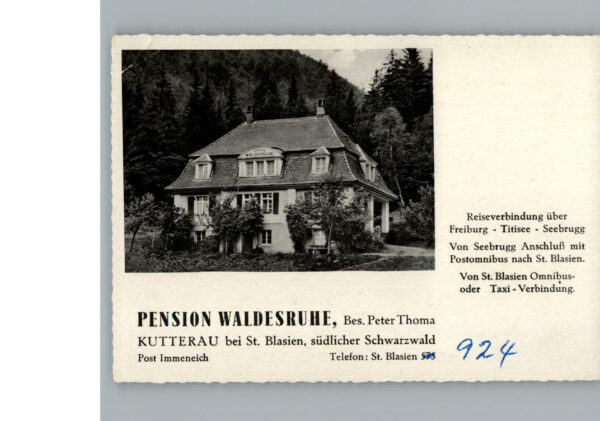 WALDESRUHE
Reiseverbindung über
Freiburg - Titisee - Seebrugg
Von Seebrugg Anschluß mit
Postomnibus nach St. Blasien.
Von St. Blasien Omnibus-
oder Taxi-Verbindung.
PENSION WALDESRUHE, Bes. Peter Thoma
KUTTERAU bei St. Blasien, südlicher Schwarzwald
Post Immeneich Telefon: St. Blasien
924